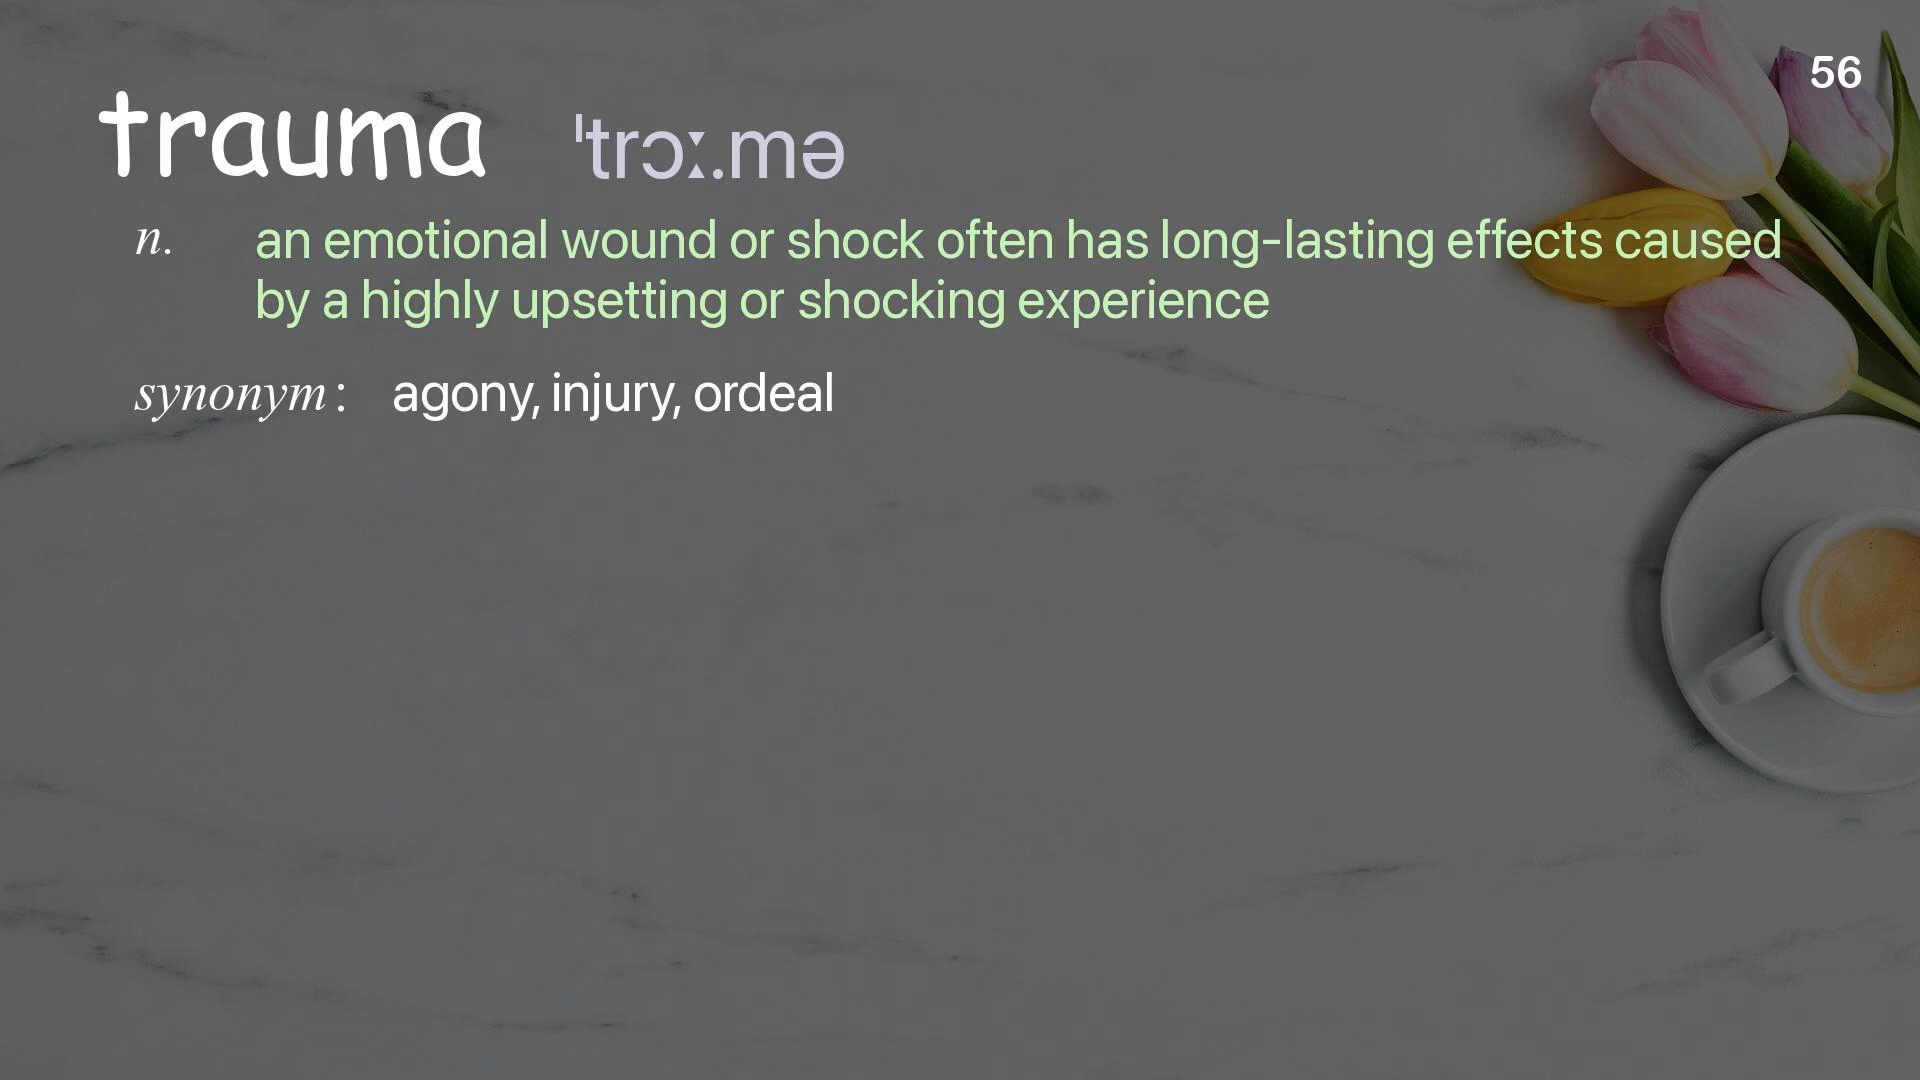 56
trauma ˈtrɔː.mə
n. an emotional wound or shock often has long-lasting effects caused
by a highly upsetting or shocking experience
synonym: agony, injury, ordeal